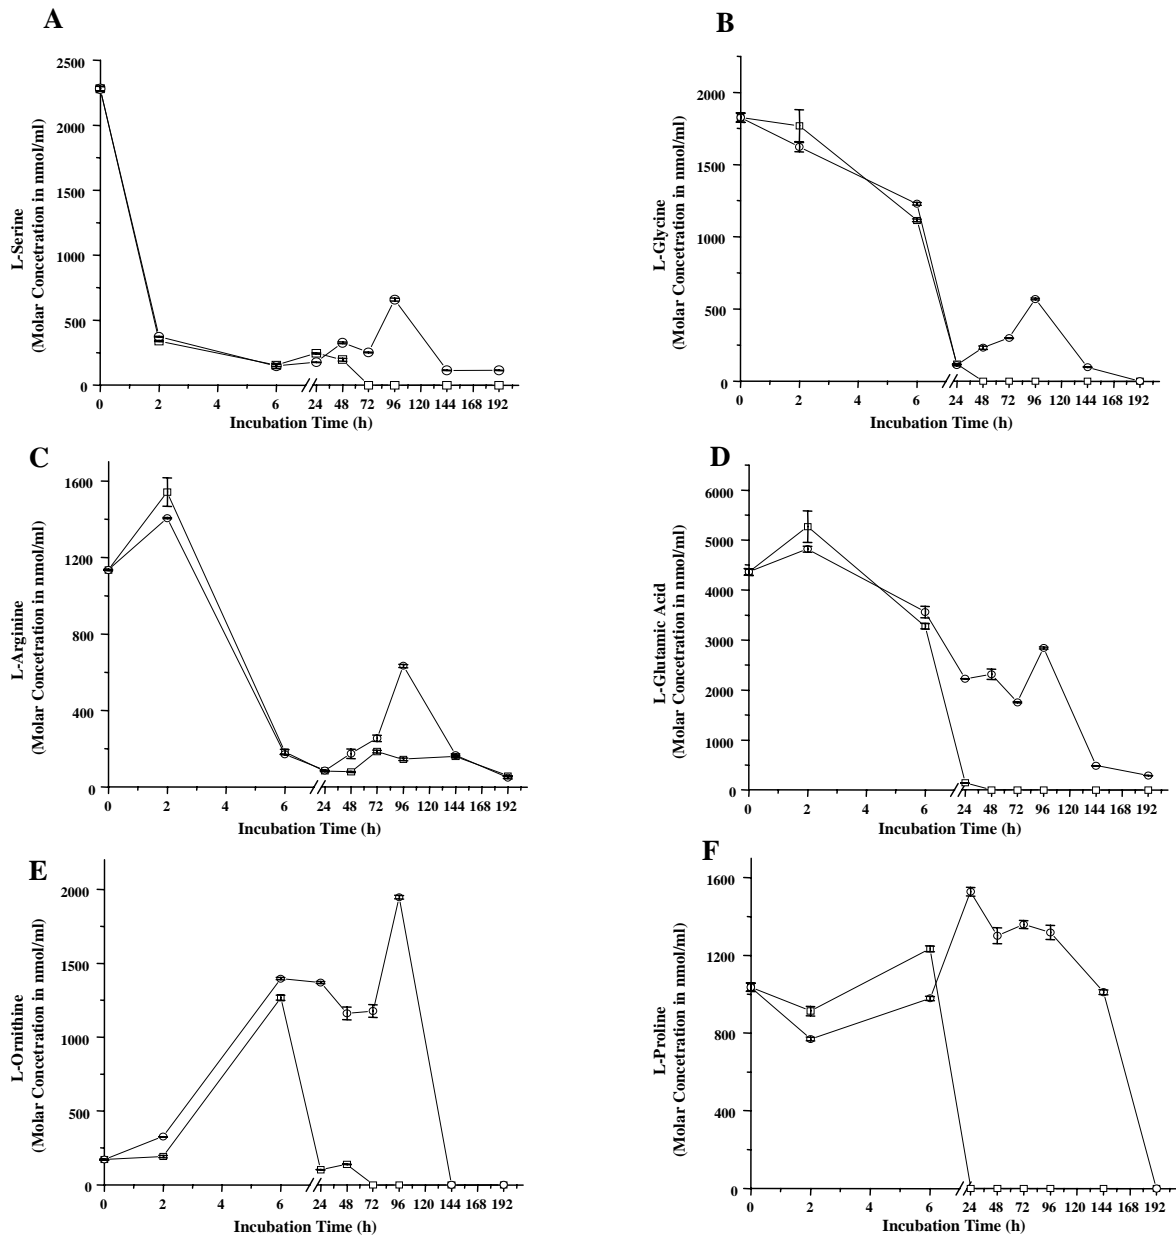 A
L-Serine
(Molar Concetration in nmol/ml)
2500
2000
1500
1000
500
0
0 2 4 6 24 48 72 96 120 144 168 192
Incubation Time (h)
B
L-Glycine
(Molar Concetration in nmol/ml)
2000
1500
1000
500
0
0 2 4 6 24 48 72 96 120 144 168 192
Incubation Time (h)
C
L-Arginine
(Molar Concetration in nmol/ml)
1600
1200
800
400
0
0 2 4 6 24 48 72 96 120 144 168 192
Incubation Time (h)
D
L-Glutamic Acid
(Molar Concetration in nmol/ml)
6000
5000
4000
3000
2000
1000
0
0 2 4 6 24 48 72 96 120 144 168 192
Incubation Time (h)
E
L-Ornithine
(Molar Concetration in nmol/ml)
2000
1500
1000
500
0
0 2 4 6 24 48 72 96 120 144 168 192
Incubation Time (h)
F
L-Proline
(Molar Concetration in nmol/ml)
1600
1200
800
400
0
0 2 4 6 24 48 72 96 120 144 168 192
Incubation Time (h)